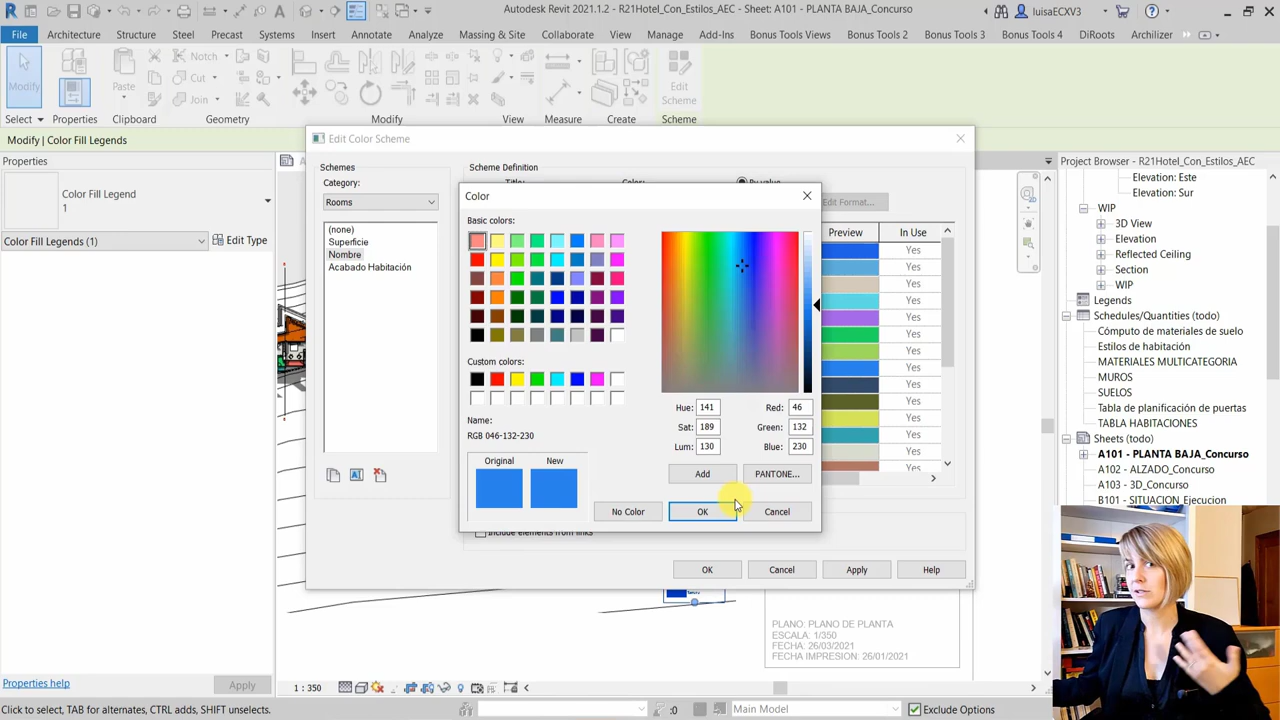 Autodesk Revit 2021.1.2 - R21Hotel_Con_Estilos_AEC - Sheet: A101 - PLANTA BAJA_Concurso
luisaECXV3
File Architecture Structure Steel Precast Systems Insert Annotate Analyze Massing & Site Collaborate View Manage Add-Ins Bonus Tools Views Bonus Tools 2 Bonus Tools 3 Bonus Tools 4 DiRoots Archilizer
Modify
Paste
Notch
Cut
Join
Edit
Scheme
Select Properties Clipboard Geometry Modify View Measure Create Scheme
Modify | Color Fill Legends
Properties
Color Fill Legend
1
Color Fill Legends (1)
Edit Type
Properties help
Apply
Edit Color Scheme
Schemes
Category:
Rooms
(none)
Superficie
Nombre
Acabado Habitación
Scheme Definition
Edit Format...
Preview In Use
Yes
Yes
Yes
Yes
Yes
Yes
Yes
Yes
Yes
Yes
Yes
Yes
Yes
Yes
Include elements from links
OK Cancel Apply Help
Color
Basic colors:
Custom colors:
Name:
RGB 046-132-230
Original New
Hue: 141
Sat: 189
Lum: 130
Red: 46
Green: 132
Blue: 230
Add PANTONE...
No Color OK Cancel
PLANO: PLANO DE PLANTA
ESCALA: 1/350
FECHA: 26/03/2021
FECHA IMPRESION: 26/01/2021
Project Browser - R21Hotel_Con_Estilos_AEC
Elevation: Este
Elevation: Sur
WIP
3D View
Elevation
Reflected Ceiling
Section
WIP
Legends
Schedules/Quantities (todo)
Cómputo de materiales de suelo
Estilos de habitación
MATERIALES MULTICATEGORIA
MUROS
SUELOS
Tabla de planificación de puertas
TABLA HABITACIONES
Sheets (todo)
A101 - PLANTA BAJA_Concurso
A102 - ALZADO_Concurso
A103 - 3D_Concurso
B101 - SITUACION_Ejecucion
1 : 350
Click to select, TAB for alternates, CTRL adds, SHIFT unselects.
:0
Main Model
Exclude Options